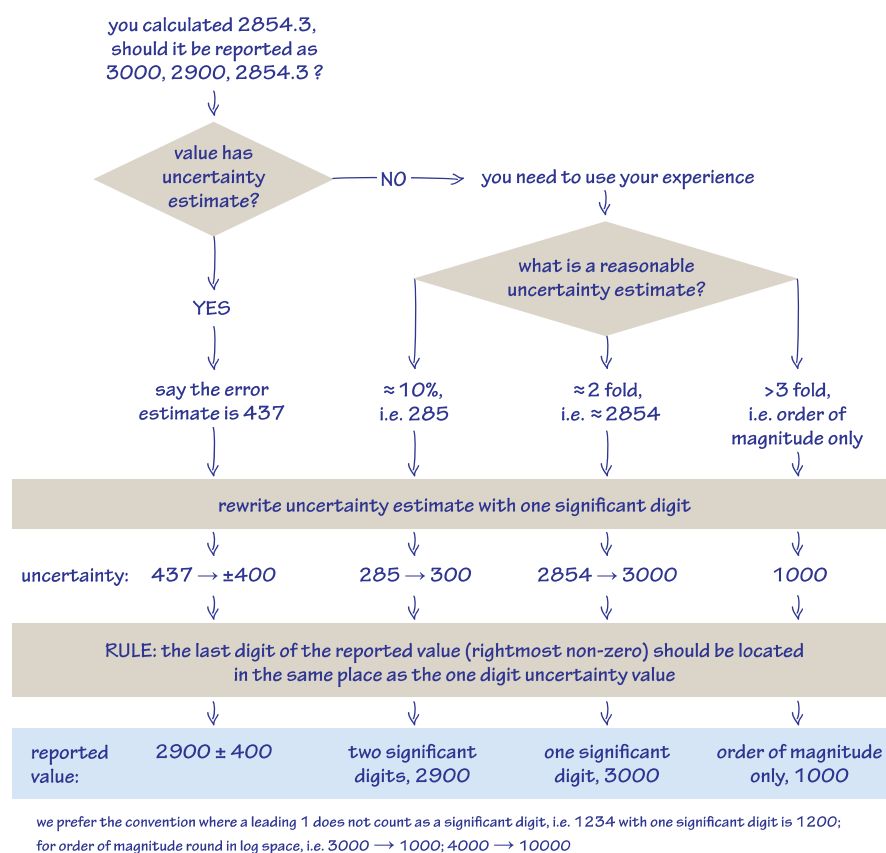 you calculated 2854.3,
should it be reported as
3000, 2900, 2854.3 ?
value has
uncertainty
estimate?
NO
you need to use your experience
what is a reasonable
uncertainty estimate?
YES
say the error
estimate is 437
≈ 10%,
i.e. 285
≈ 2 fold,
i.e. ≈ 2854
>3 fold,
i.e. order of
magnitude only
rewrite uncertainty estimate with one significant digit
uncertainty: 437 → ±400 285 → 300 2854 → 3000 1000
RULE: the last digit of the reported value (rightmost non-zero) should be located
in the same place as the one digit uncertainty value
reported
value:
2900 ± 400
two significant
digits, 2900
one significant
digit, 3000
order of magnitude
only, 1000
we prefer the convention where a leading 1 does not count as a significant digit, i.e. 1234 with one significant digit is 1200;
for order of magnitude round in log space, i.e. 3000 → 1000; 4000 → 10000